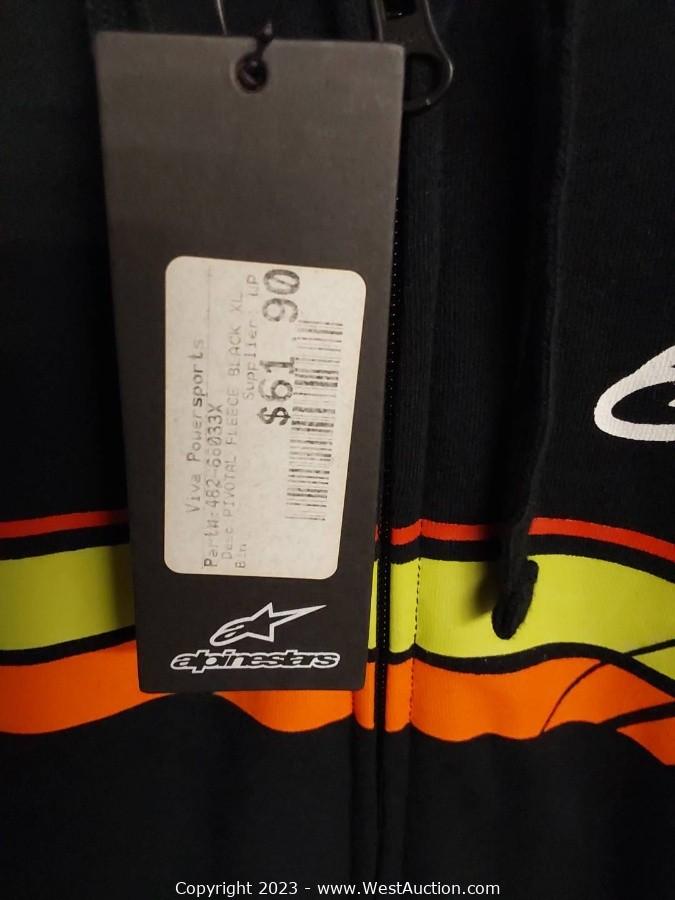 Viva Powersports
Part#: 482-66033X
Desc PIVOTAL FLEECE BLACK XL
Supplier: UP
Bin
$61 90
alpinestars
Copyright 2023 - www.WestAuction.com